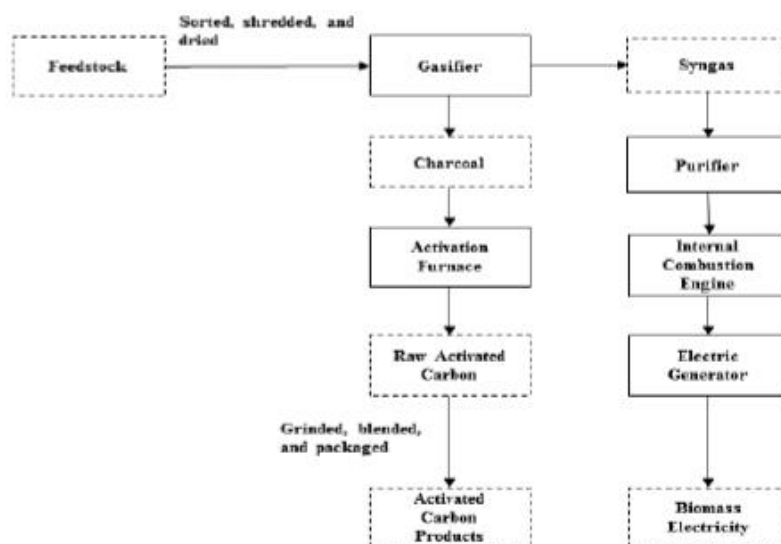 Sorted, shredded, and
dried
Feedstock
Gasifier
Syngas
Charcoal
Purifier
Activation
Furnace
Internal
Combustion
Engine
Raw Activated
Carbon
Electric
Generator
Grinded, blended,
and packaged
Activated
Carbon
Products
Biomass
Electricity